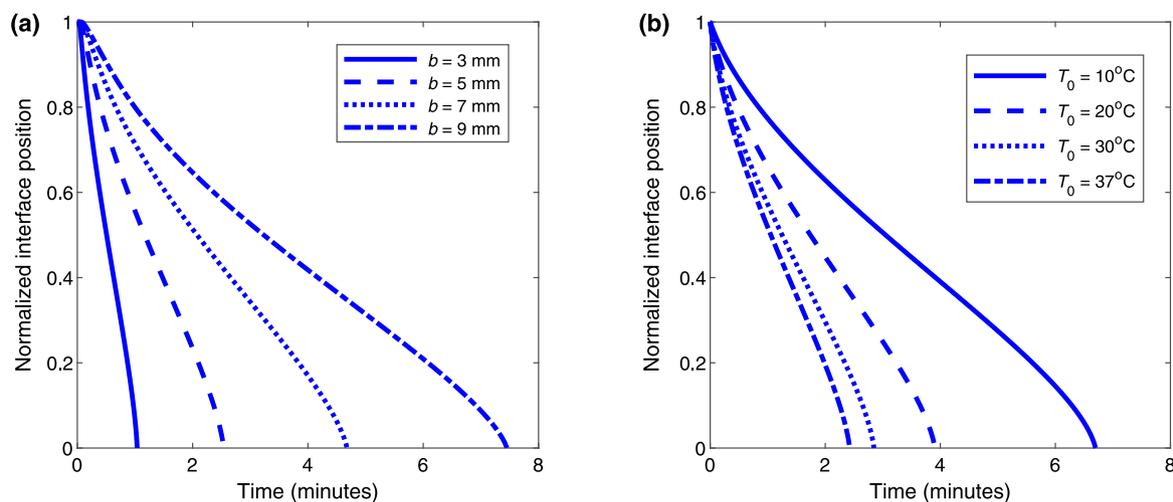 (a)
1
0.8
0.6
0.4
0.2
0
Normalized interface position
b = 3 mm
b = 5 mm
b = 7 mm
b = 9 mm
0 2 4 6 8
Time (minutes)
(b)
1
0.8
0.6
0.4
0.2
0
Normalized interface position
T0 = 10°C
T0 = 20°C
T0 = 30°C
T0 = 37°C
0 2 4 6 8
Time (minutes)